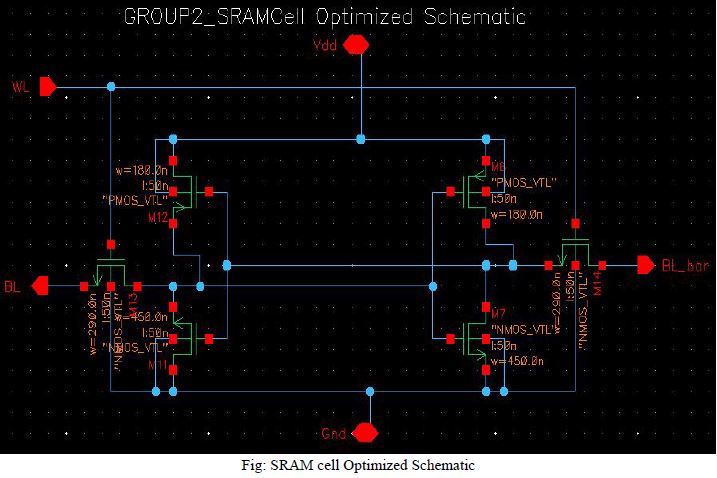 GROUP2_SRAMCell Optimized Schematic
Vdd
WL
w=180.0n
l:50n
"PMOS_VTL"
M12
M6
"PMOS_VTL"
l:50n
w=180.0n
BL
M13
w=290.0n
l:50n
"NMOS_VTL"
w=450.0n
l:50n
"NMOS_VTL"
M11
M7
"NMOS_VTL"
l:50n
w=450.0n
w=290.0n
l:50n
"NMOS_VTL"
M14
BL_bar
Gnd
Fig: SRAM cell Optimized Schematic